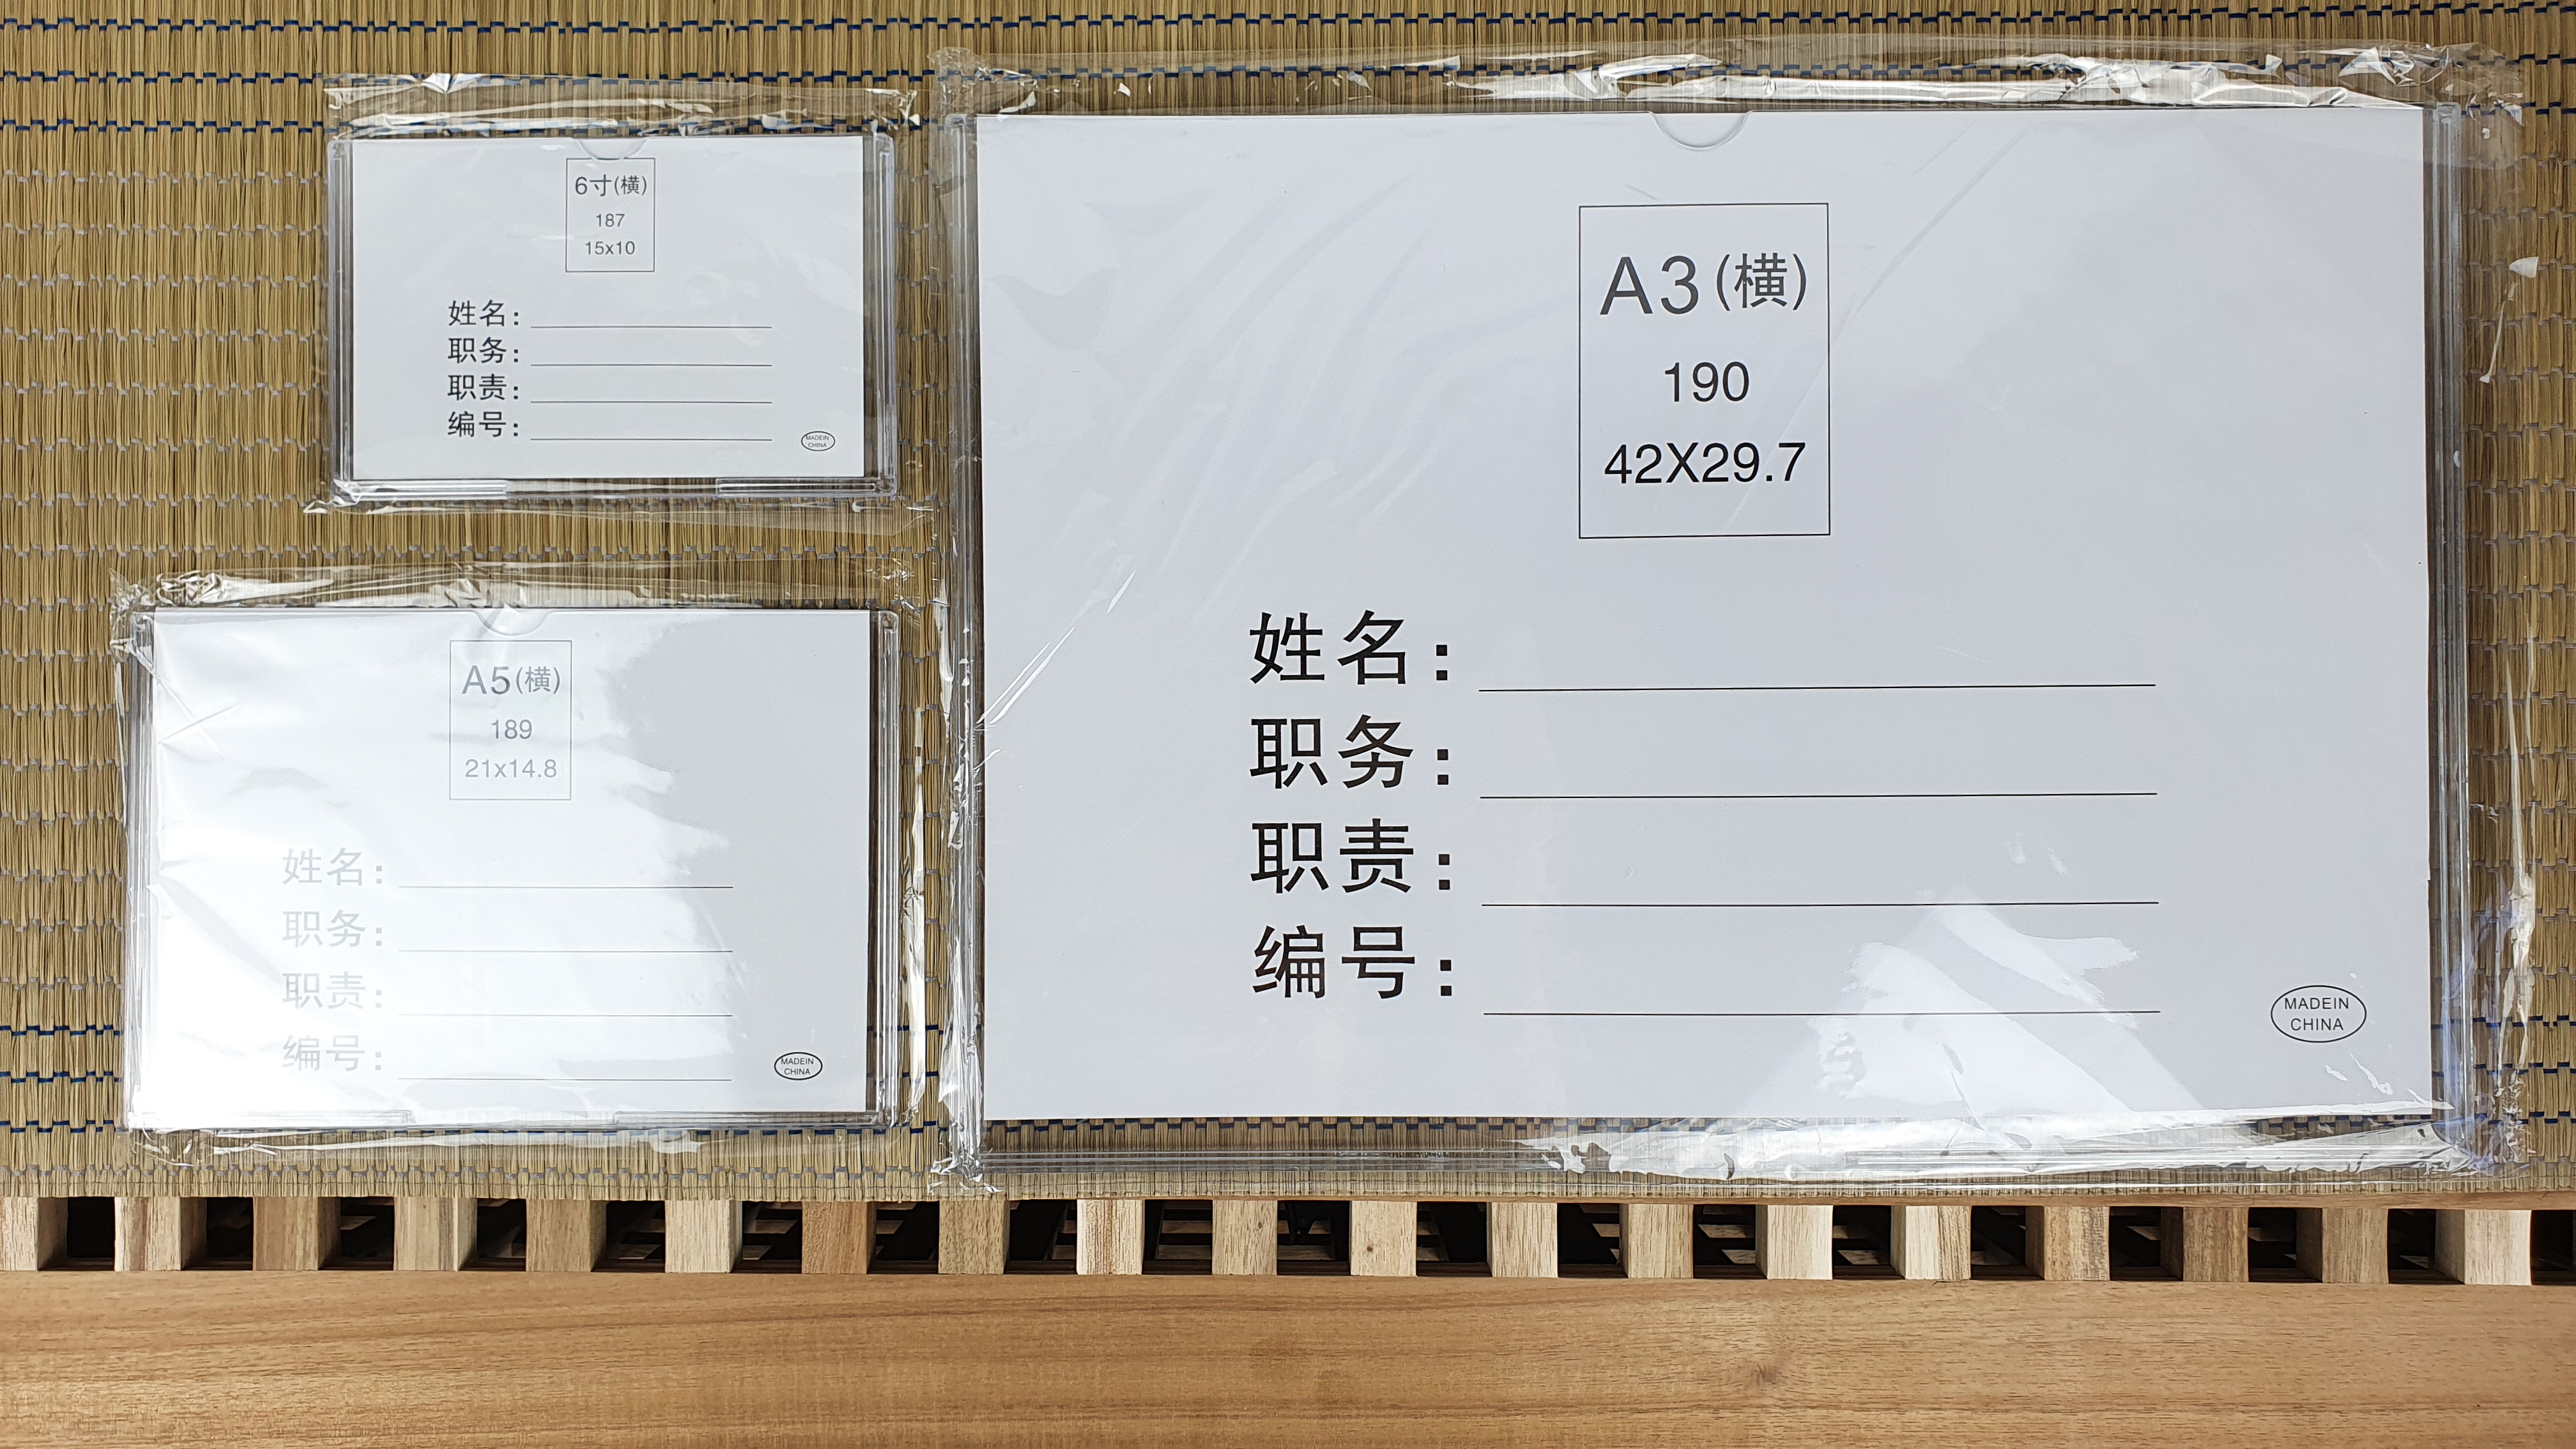 6寸(横)
187
15x10
姓名:
职务:
职责:
编号:
MADEIN
CHINA
A5(横)
189
21x14.8
姓名:
职务:
职责:
编号:
MADEIN
CHINA
A3(横)
190
42X29.7
姓名:
职务:
职责:
编号:
MADEIN
CHINA